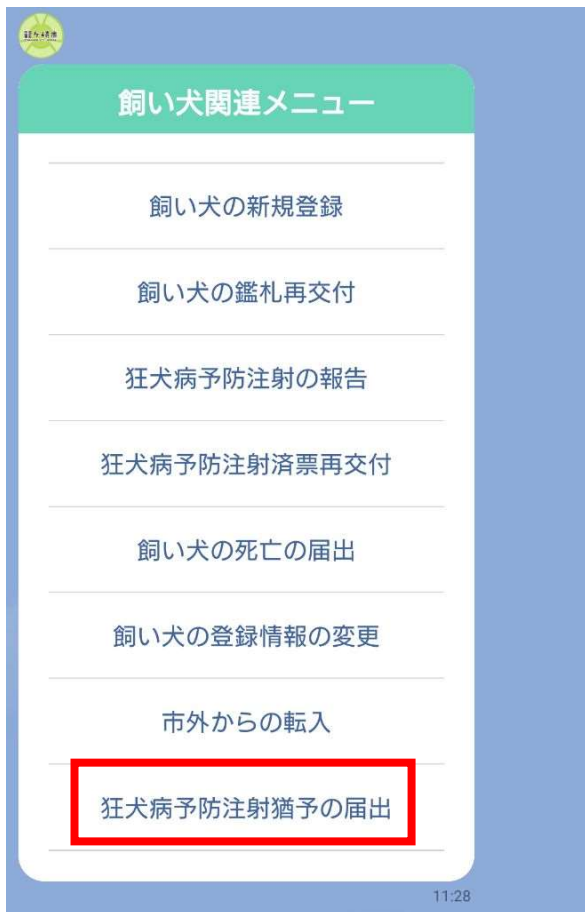 飼い犬関連メニュー
飼い犬の新規登録
飼い犬の鑑札再交付
狂犬病予防注射の報告
狂犬病予防注射済票再交付
飼い犬の死亡の届出
飼い犬の登録情報の変更
市外からの転入
狂犬病予防注射猶予の届出
11:28